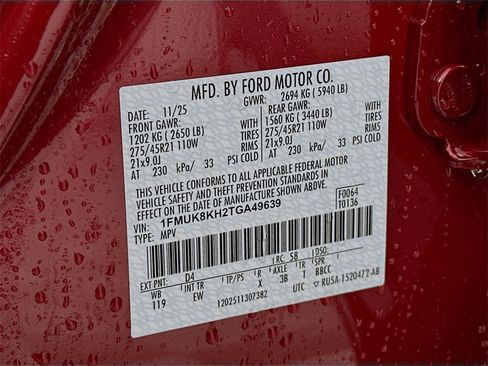 MFD. BY FORD MOTOR CO.
DATE: 11/25 GVWR: 2694 KG ( 5940 LB)
FRONT GAWR: REAR GAWR:
1202 KG ( 2650 LB) WITH 1560 KG ( 3440 LB) WITH
275/45R21 110W TIRES 275/45R21 110W TIRES
21x9.0J RIMS 21x9.0J RIMS
AT 230 kPa/ 33 PSI COLD AT 230 kPa/ 33 PSI COLD
THIS VEHICLE CONFORMS TO ALL APPLICABLE FEDERAL MOTOR
VEHICLE SAFETY AND THEFT PREVENTION STANDARDS IN EFFECT
ON THE DATE OF MANUFACTURE SHOWN ABOVE.
VIN: 1FMUK8KH2TGA49639 F0064
TYPE: MPV T0136
EXT PNT: D4 RC: 58 DSO:
WB INT TR TP/PS R AXLE TR
119 EW X 3B T BBCC
1202511307382 UTC ▽ RU5A-1520472-AB